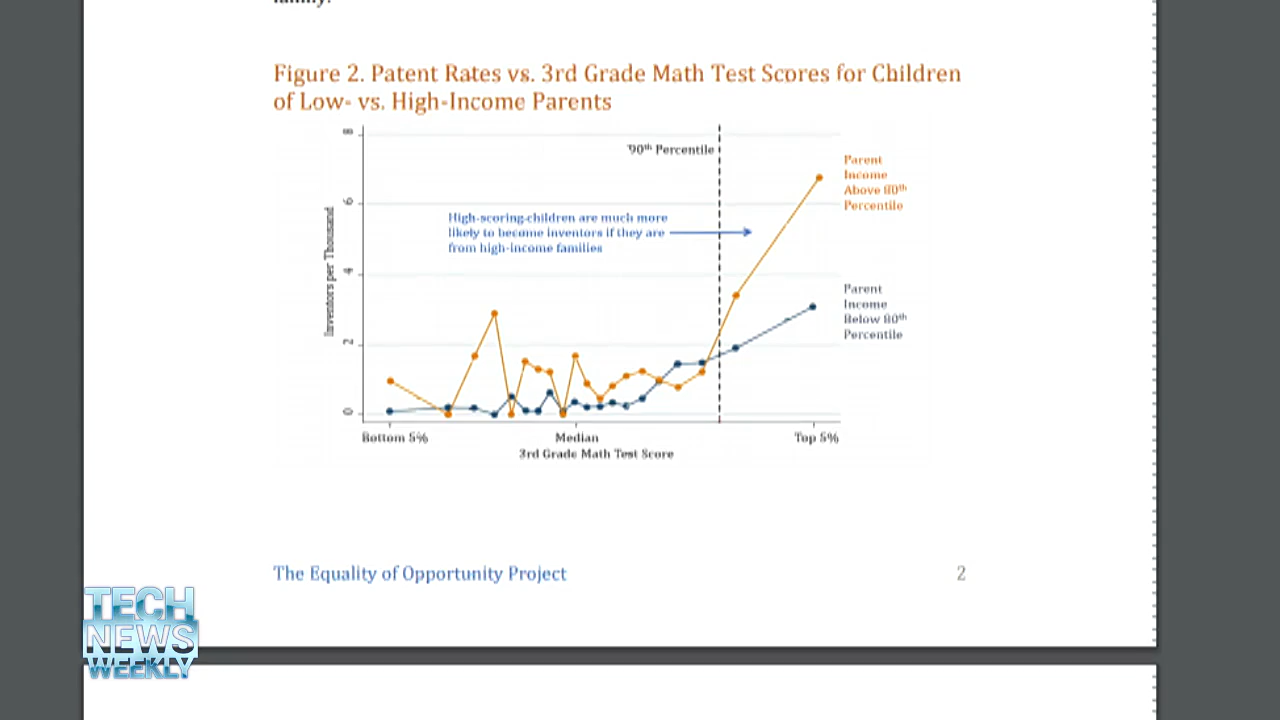 family.
Figure 2. Patent Rates vs. 3rd Grade Math Test Scores for Children
of Low- vs. High-Income Parents
8
90th Percentile
Parent
Income
Above 80th
Percentile
6
High-scoring children are much more
likely to become inventors if they are
from high-income families
Inventors per Thousand
4
Parent
Income
Below 80th
Percentile
2
0
Bottom 5%
Median
Top 5%
3rd Grade Math Test Score
The Equality of Opportunity Project
2
TECH
NEWS
WEEKLY